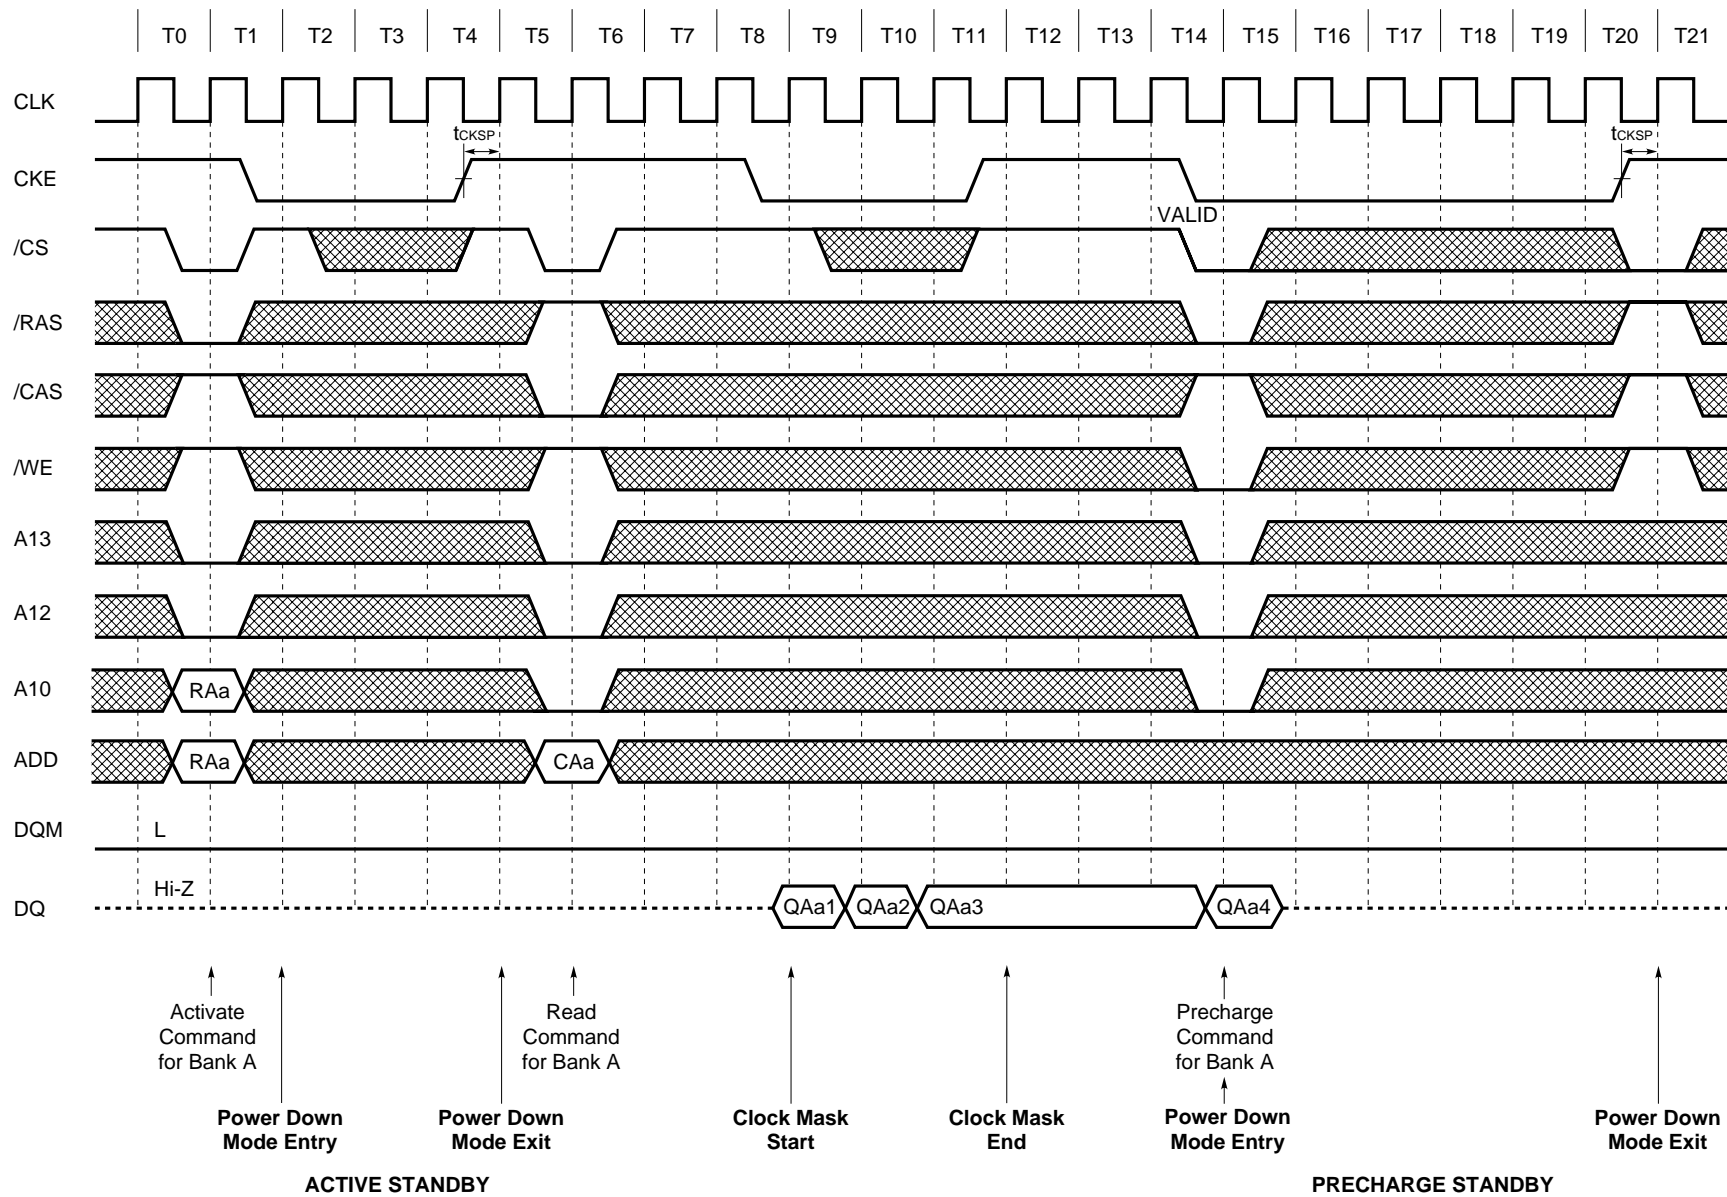 T0 T1 T2 T3 T4 T5 T6 T7 T8 T9 T10 T11 T12 T13 T14 T15 T16 T17 T18 T19 T20 T21
CLK
tCKSP tCKSP
CKE
VALID
/CS
/RAS
/CAS
/WE
A13
A12
A10 RAa
ADD RAa CAa
DQM L
Hi-Z
DQ QAa1 QAa2 QAa3 QAa4
Activate
Command
for Bank A
Read
Command
for Bank A
Precharge
Command
for Bank A
Power Down
Mode Entry
Power Down
Mode Exit
Clock Mask
Start
Clock Mask
End
Power Down
Mode Entry
Power Down
Mode Exit
ACTIVE STANDBY
PRECHARGE STANDBY